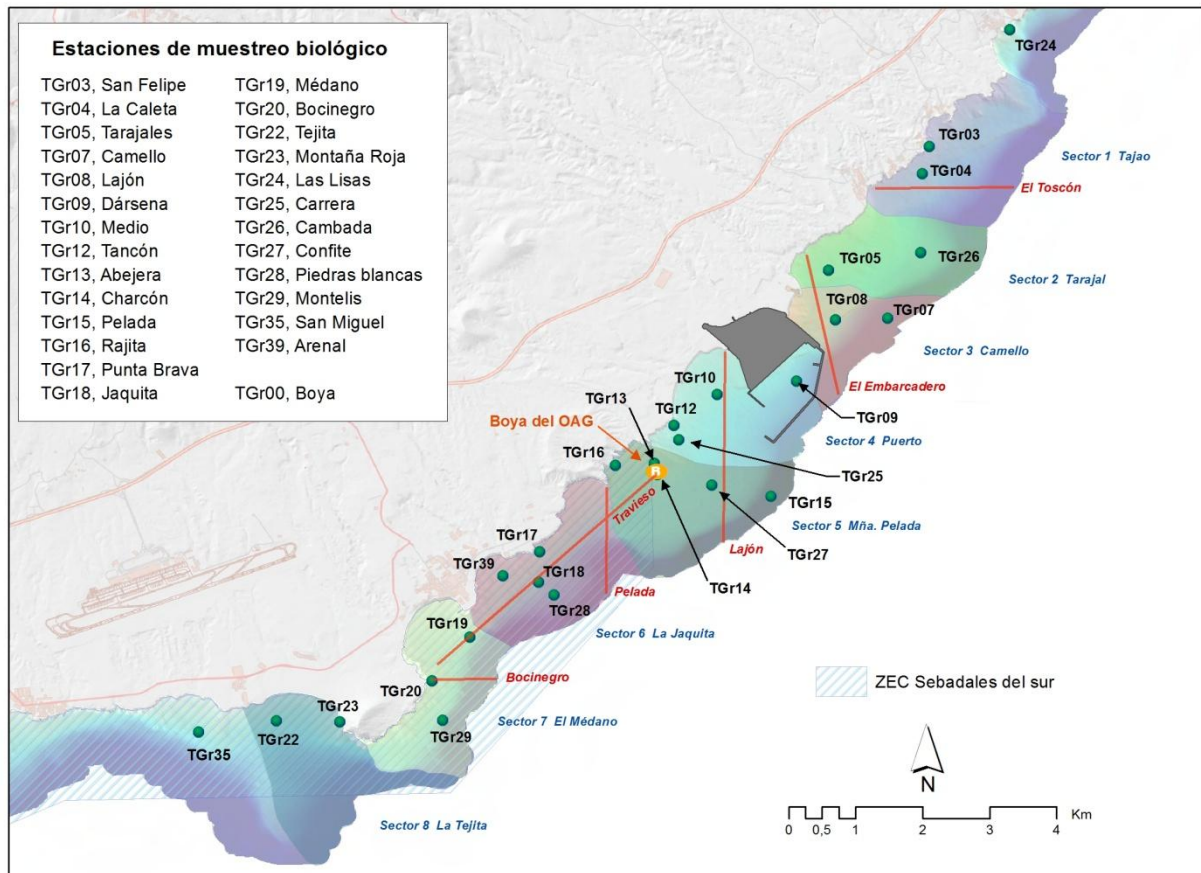 Estaciones de muestreo biológico
TGr03, San Felipe
TGr04, La Caleta
TGr05, Tarajales
TGr07, Camello
TGr08, Lajón
TGr09, Dársena
TGr10, Medio
TGr12, Tancón
TGr13, Abejera
TGr14, Charcón
TGr15, Pelada
TGr16, Rajita
TGr17, Punta Brava
TGr18, Jaquita
TGr19, Médano
TGr20, Bocinegro
TGr22, Tejita
TGr23, Montaña Roja
TGr24, Las Lisas
TGr25, Carrera
TGr26, Cambada
TGr27, Confite
TGr28, Piedras blancas
TGr29, Montelis
TGr35, San Miguel
TGr39, Arenal
TGr00, Boya
TGr24
TGr03
Sector 1 Tajao
TGr04
El Toscón
TGr05
TGr26
Sector 2 Tarajal
TGr08
TGr07
Sector 3 Camello
El Embarcadero
TGr10
TGr09
TGr13
TGr12
Boya del OAG
Sector 4 Puerto
TGr16
B
TGr25
TGr15
Travieso
Sector 5 Mña. Pelada
Lajón
TGr27
TGr17
TGr39
TGr18
TGr14
Pelada
TGr28
TGr19
Sector 6 La Jaquita
Bocinegro
TGr20
TGr23
Sector 7 El Médano
TGr29
TGr22
TGr35
Sector 8 La Tejita
ZEC Sebadales del sur
N
Km
0 0,5 1 2 3 4